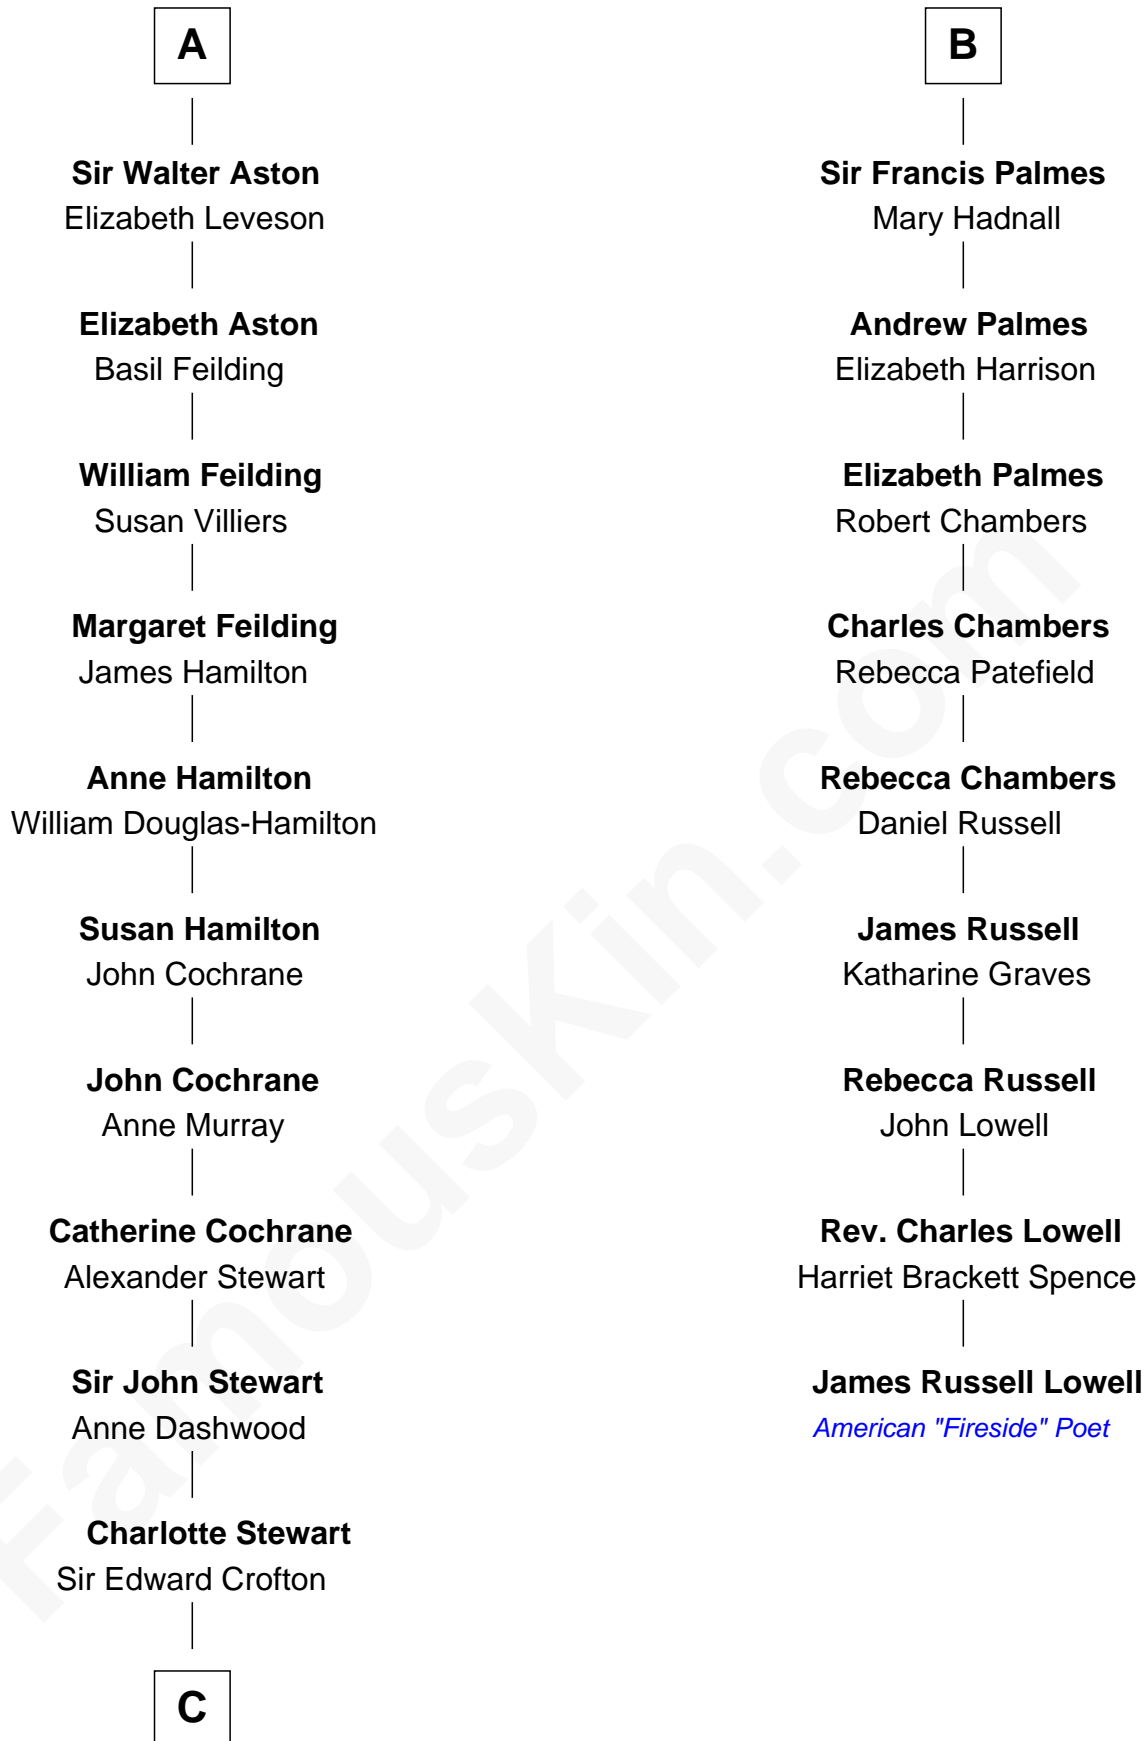 A
Sir Walter Aston
Elizabeth Leveson
Elizabeth Aston
Basil Feilding
William Feilding
Susan Villiers
Margaret Feilding
James Hamilton
Anne Hamilton
William Douglas-Hamilton
Susan Hamilton
John Cochrane
John Cochrane
Anne Murray
Catherine Cochrane
Alexander Stewart
Sir John Stewart
Anne Dashwood
Charlotte Stewart
Sir Edward Crofton
C
B
Sir Francis Palmes
Mary Hadnall
Andrew Palmes
Elizabeth Harrison
Elizabeth Palmes
Robert Chambers
Charles Chambers
Rebecca Patefield
Rebecca Chambers
Daniel Russell
James Russell
Katharine Graves
Rebecca Russell
John Lowell
Rev. Charles Lowell
Harriet Brackett Spence
James Russell Lowell
American "Fireside" Poet
FamousKin.com